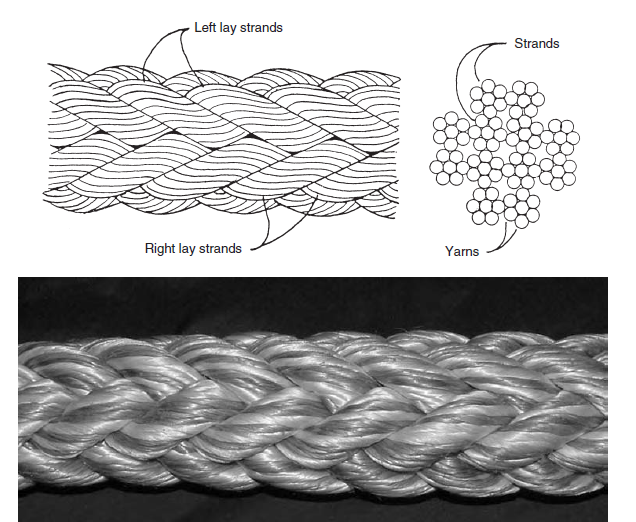 Left lay strands
Strands
Right lay strands
Yarns